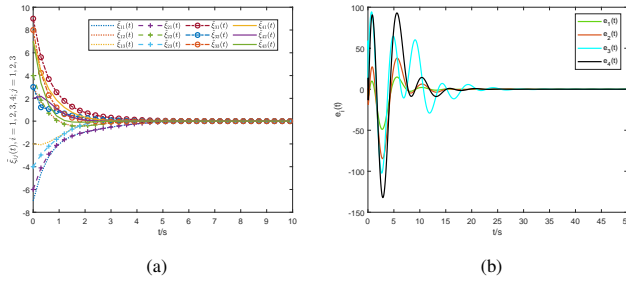 10
8
6
4
2
0
-2
-4
-6
-8
0 1 2 3 4 5 6 7 8 9 10
t/s
ξ̃ᵢⱼ(t), i = 1, 2, 3, 4; j = 1, 2, 3
ξ̃₁₁(t) ξ̃₂₁(t) ξ̃₃₁(t) ξ̃₄₁(t)
ξ̃₁₂(t) ξ̃₂₂(t) ξ̃₃₂(t) ξ̃₄₂(t)
ξ̃₁₃(t) ξ̃₂₃(t) ξ̃₃₃(t) ξ̃₄₃(t)
(a)
100
50
0
-50
-100
-150
0 5 10 15 20 25 30 35 40 45 50
t/s
eᵢ(t)
e₁(t)
e₂(t)
e₃(t)
e₄(t)
(b)